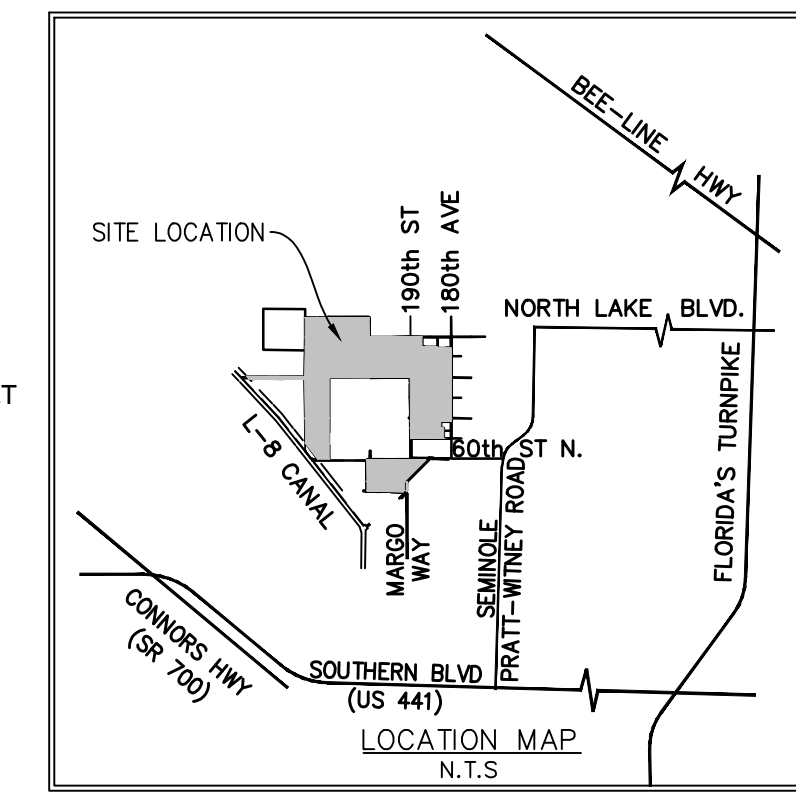 BEE-LINE HWY
SITE LOCATION
190th ST
180th AVE
NORTH LAKE BLVD.
T
FLORIDA'S TURNPIKE
L-8 CANAL
60th ST N.
MARGO
WAY
SEMINOLE
PRATT-WITNEY ROAD
CONNORS HWY
(SR 700)
SOUTHERN BLVD
(US 441)
LOCATION MAP
N.T.S